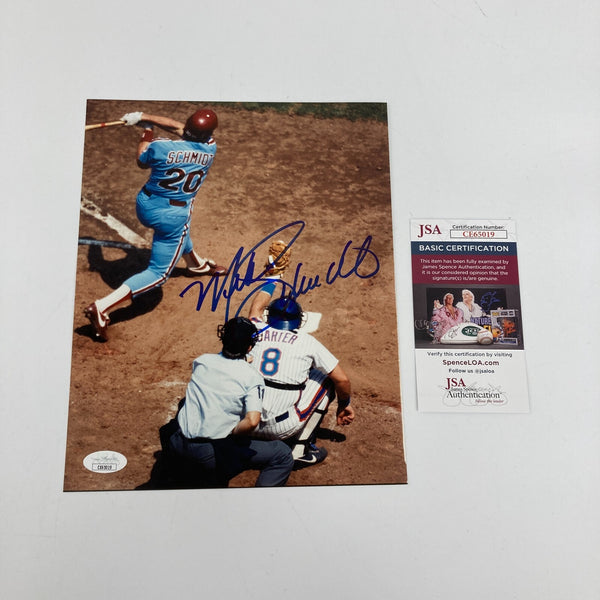 SCHMIDT
20
Mike Schmidt
CARTER
8
JSA
Certification Number:
CE65019
BASIC CERTIFICATION
This item has been fully examined by
James Spence Authentication, and it
is our considered opinion that the
signature(s) is/are genuine.
Verify this certification by visiting
SpenceLOA.com
Follow us @jsaloa
JSA
James Spence
Authentication